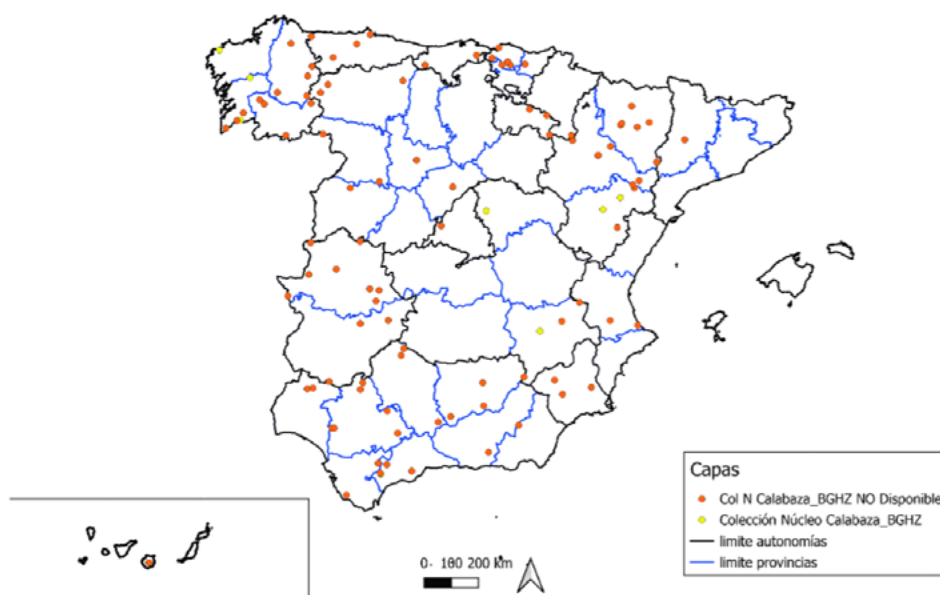 Capas
Col N Calabaza_BGHZ NO Disponible
Colección Núcleo Calabaza_BGHZ
limite autonomías
limite provincias
0 100 200 km